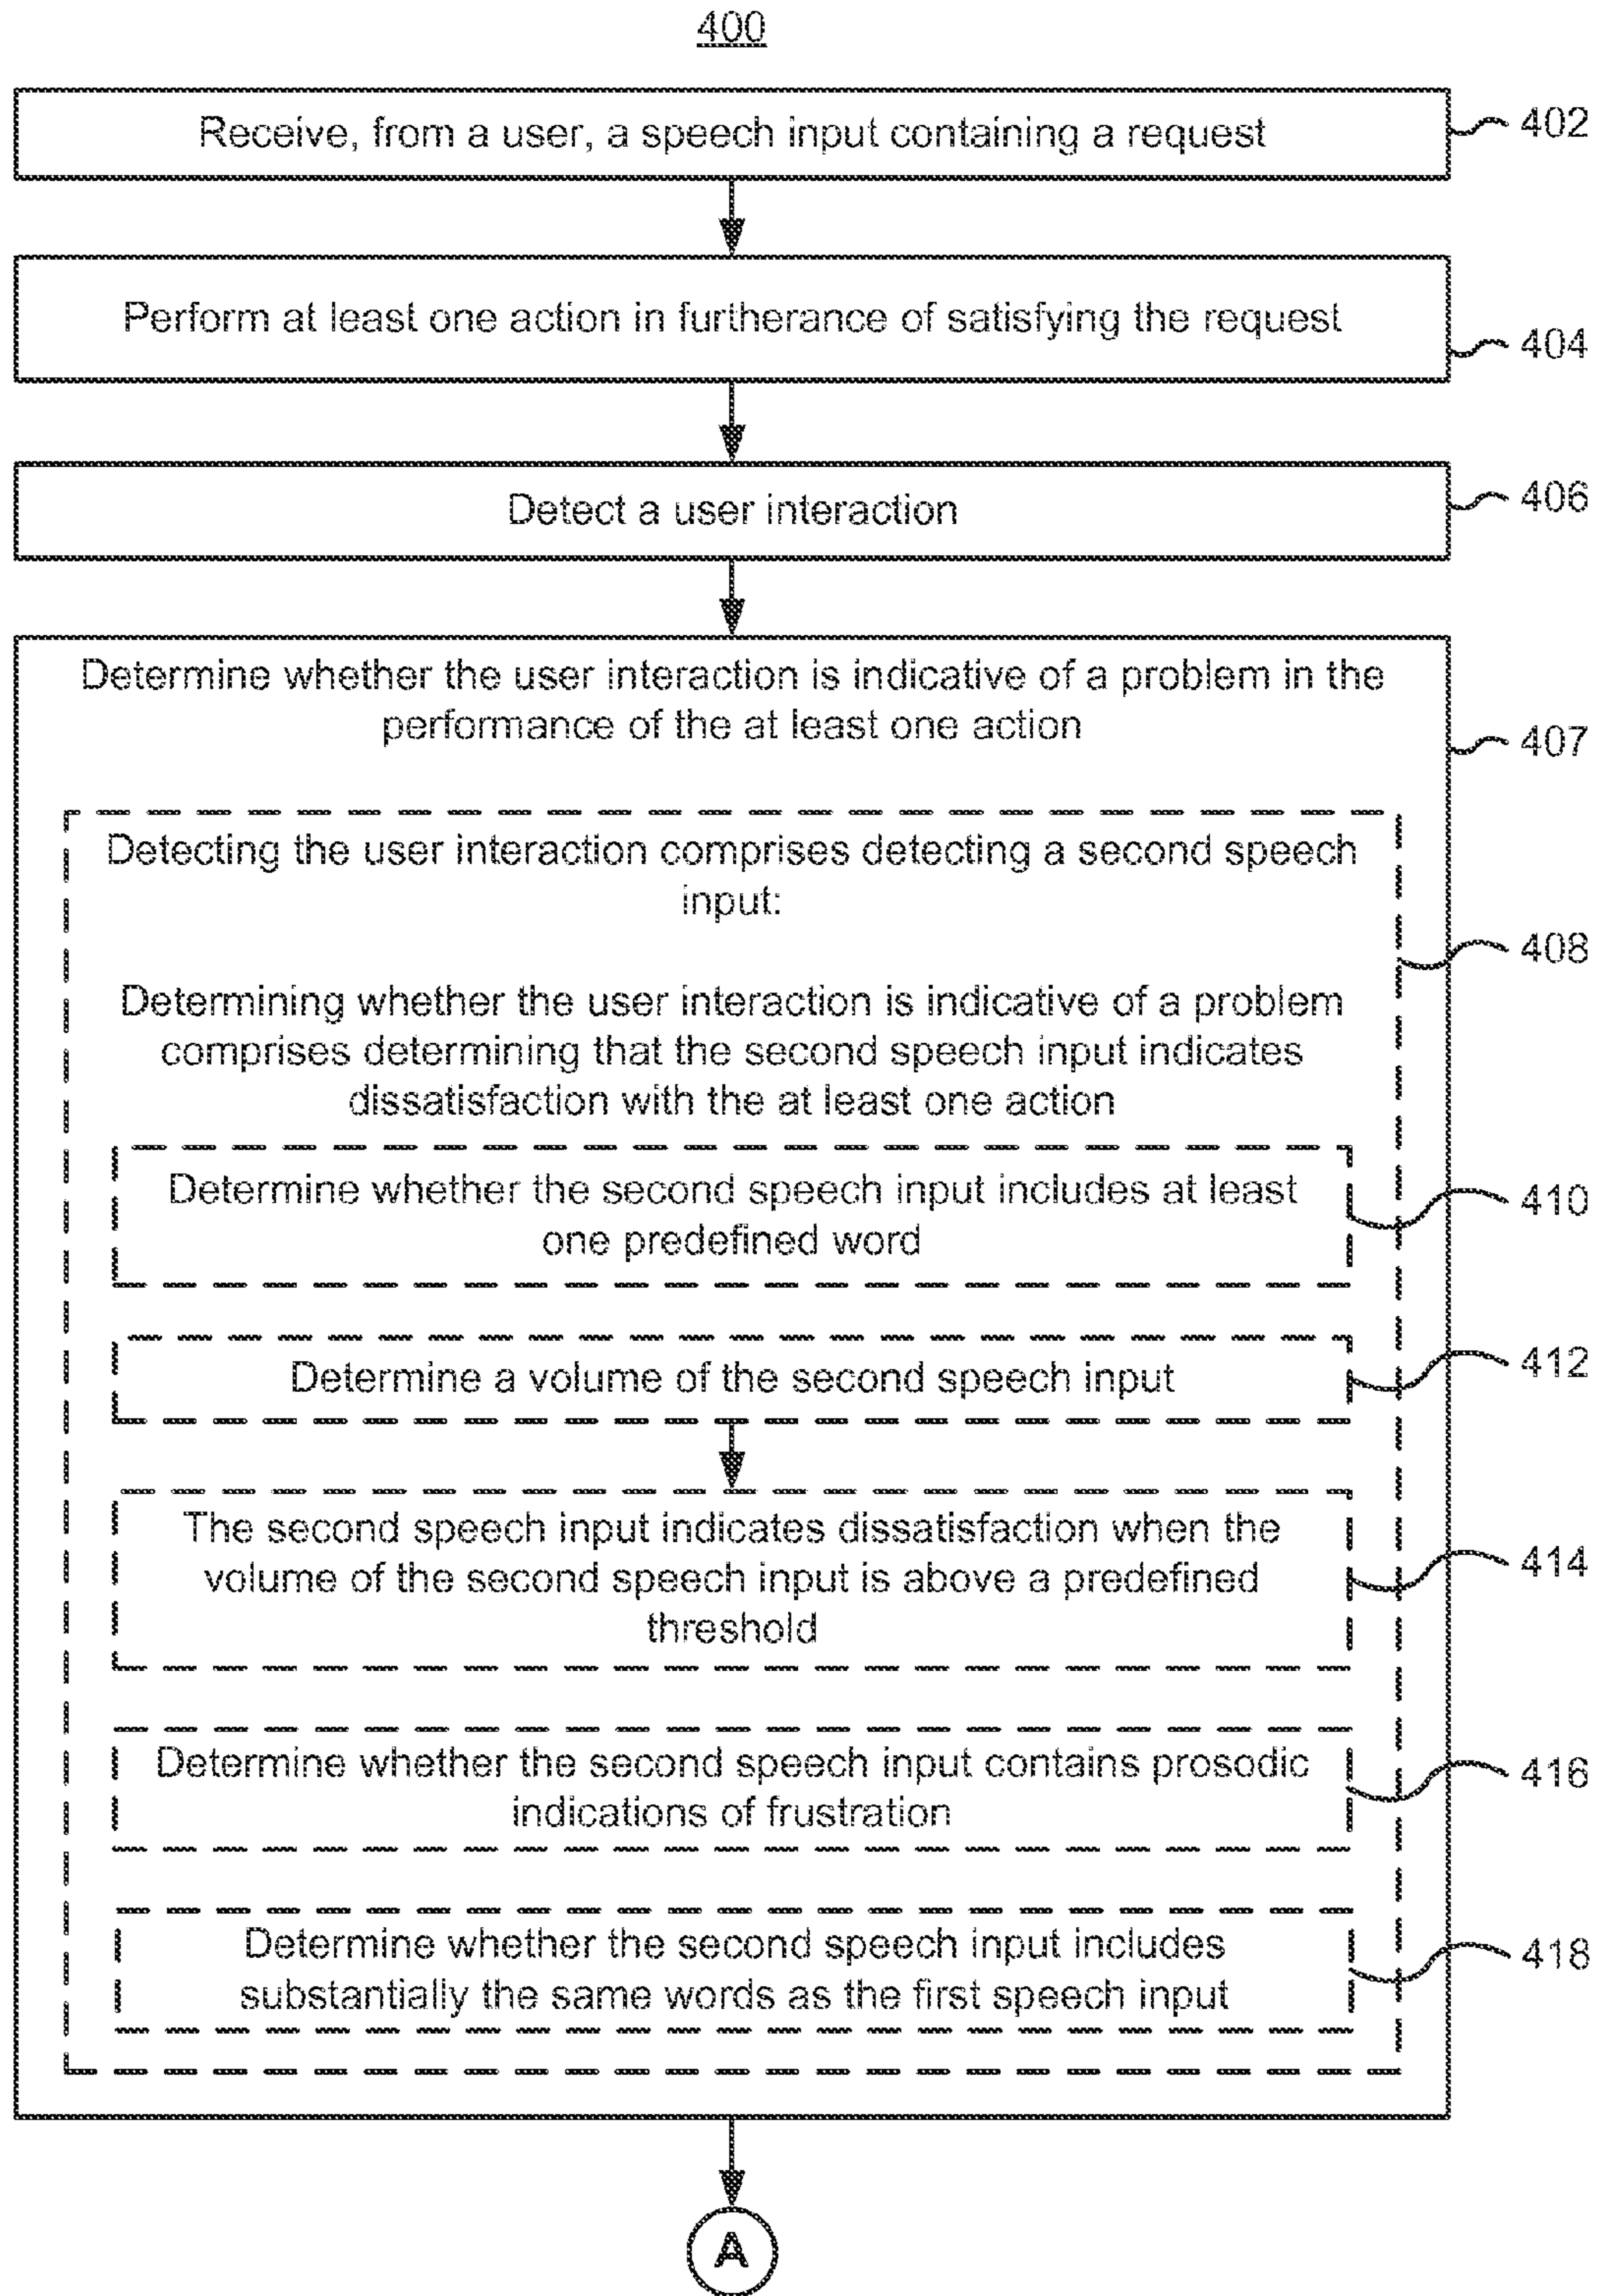 400
Receive, from a user, a speech input containing a request
402
Perform at least one action in furtherance of satisfying the request
404
Detect a user interaction
406
Determine whether the user interaction is indicative of a problem in the
performance of the at least one action
407
Detecting the user interaction comprises detecting a second speech
input:
408
Determining whether the user interaction is indicative of a problem
comprises determining that the second speech input indicates
dissatisfaction with the at least one action
Determine whether the second speech input includes at least
one predefined word
410
Determine a volume of the second speech input
412
The second speech input indicates dissatisfaction when the
volume of the second speech input is above a predefined
threshold
414
Determine whether the second speech input contains prosodic
indications of frustration
416
Determine whether the second speech input includes
substantially the same words as the first speech input
418
A